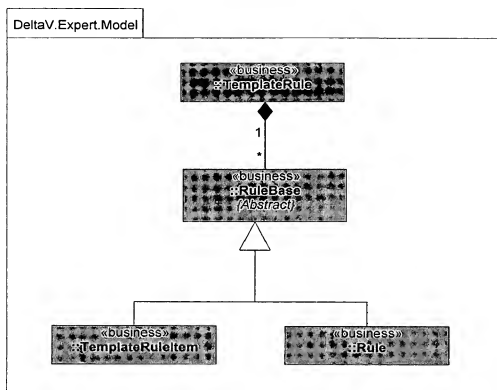 DeltaV.Expert.Model
«business»
::TemplateRule
1
*
«business»
::RuleBase
{Abstract}
«business»
::TemplateRuleItem
«business»
::Rule